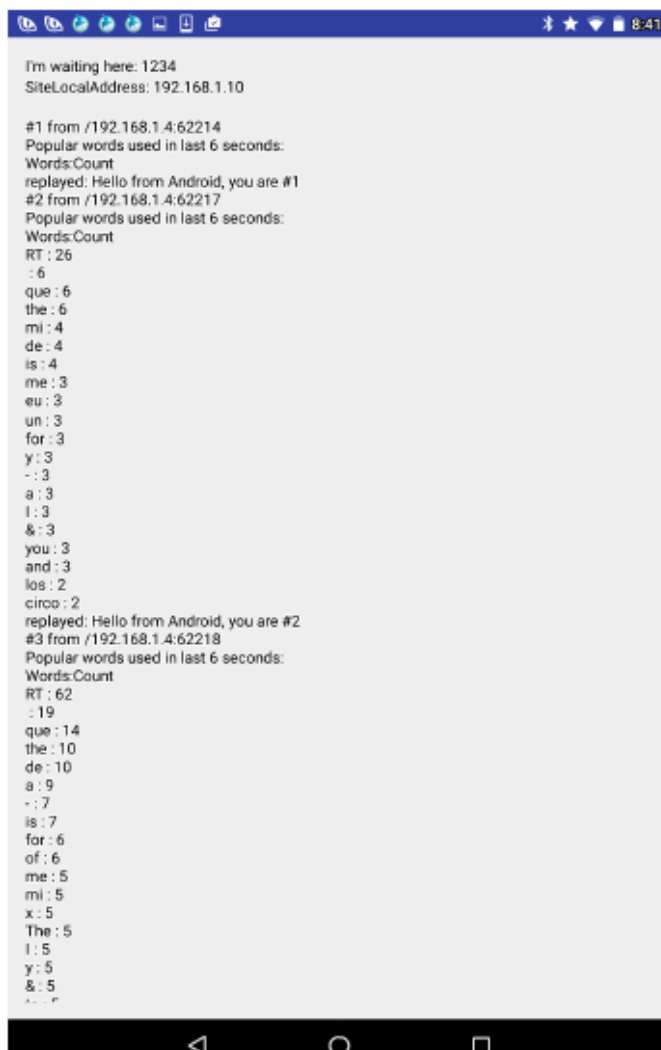 8:41
I'm waiting here: 1234
SiteLocalAddress: 192.168.1.10
#1 from /192.168.1.4:62214
Popular words used in last 6 seconds:
Words:Count
replayed: Hello from Android, you are #1
#2 from /192.168.1.4:62217
Popular words used in last 6 seconds:
Words:Count
RT : 26
: 6
que : 6
the : 6
mi : 4
de : 4
is : 4
me : 3
eu : 3
un : 3
for : 3
y : 3
- : 3
a : 3
I : 3
& : 3
you : 3
and : 3
los : 2
circo : 2
replayed: Hello from Android, you are #2
#3 from /192.168.1.4:62218
Popular words used in last 6 seconds:
Words:Count
RT : 62
: 19
que : 14
the : 10
de : 10
a : 9
- : 7
is : 7
for : 6
of : 6
me : 5
mi : 5
x : 5
The : 5
I : 5
y : 5
& : 5